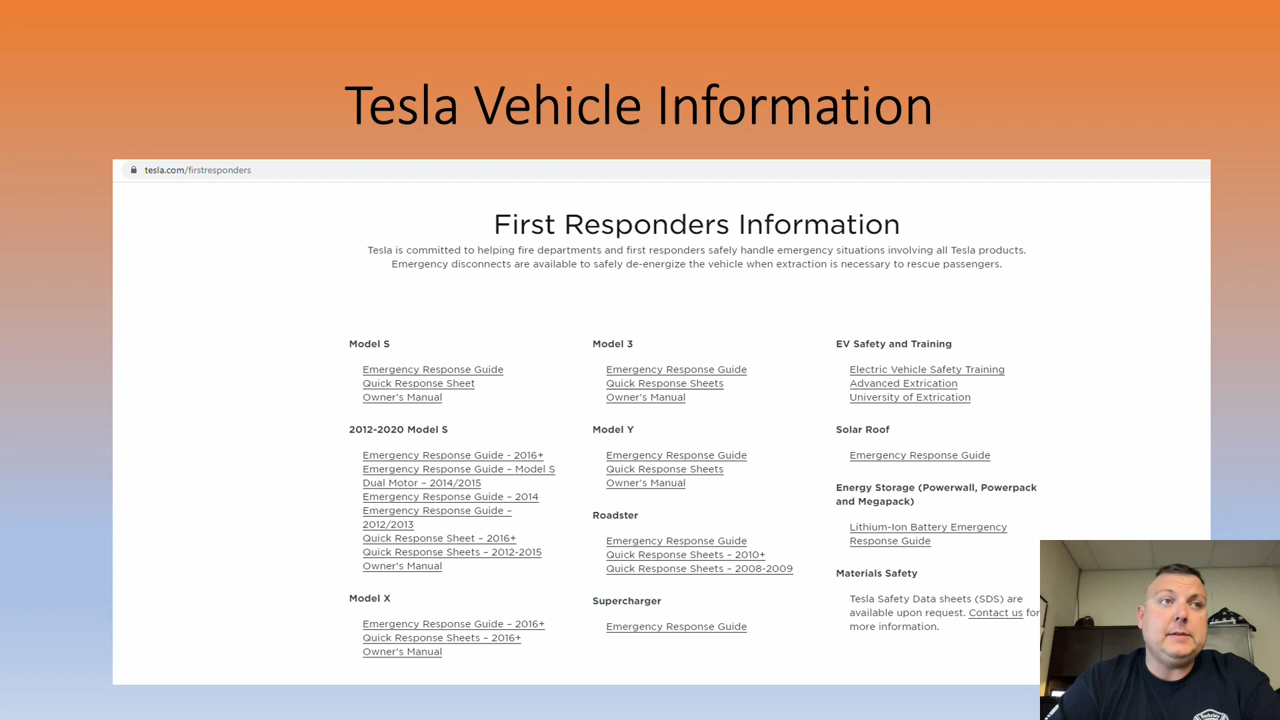 Tesla Vehicle Information
tesla.com/firstresponders
First Responders Information
Tesla is committed to helping fire departments and first responders safely handle emergency situations involving all Tesla products.
Emergency disconnects are available to safely de-energize the vehicle when extraction is necessary to rescue passengers.
Model S
Emergency Response Guide
Quick Response Sheet
Owner's Manual
2012-2020 Model S
Emergency Response Guide - 2016+
Emergency Response Guide – Model S
Dual Motor – 2014/2015
Emergency Response Guide – 2014
Emergency Response Guide –
2012/2013
Quick Response Sheet – 2016+
Quick Response Sheets – 2012-2015
Owner's Manual
Model X
Emergency Response Guide – 2016+
Quick Response Sheets – 2016+
Owner's Manual
Model 3
Emergency Response Guide
Quick Response Sheets
Owner's Manual
Model Y
Emergency Response Guide
Quick Response Sheets
Owner's Manual
Roadster
Emergency Response Guide
Quick Response Sheets – 2010+
Quick Response Sheets – 2008-2009
Supercharger
Emergency Response Guide
EV Safety and Training
Electric Vehicle Safety Training
Advanced Extrication
University of Extrication
Solar Roof
Emergency Response Guide
Energy Storage (Powerwall, Powerpack
and Megapack)
Lithium-Ion Battery Emergency
Response Guide
Materials Safety
Tesla Safety Data sheets (SDS) are
available upon request. Contact us for
more information.